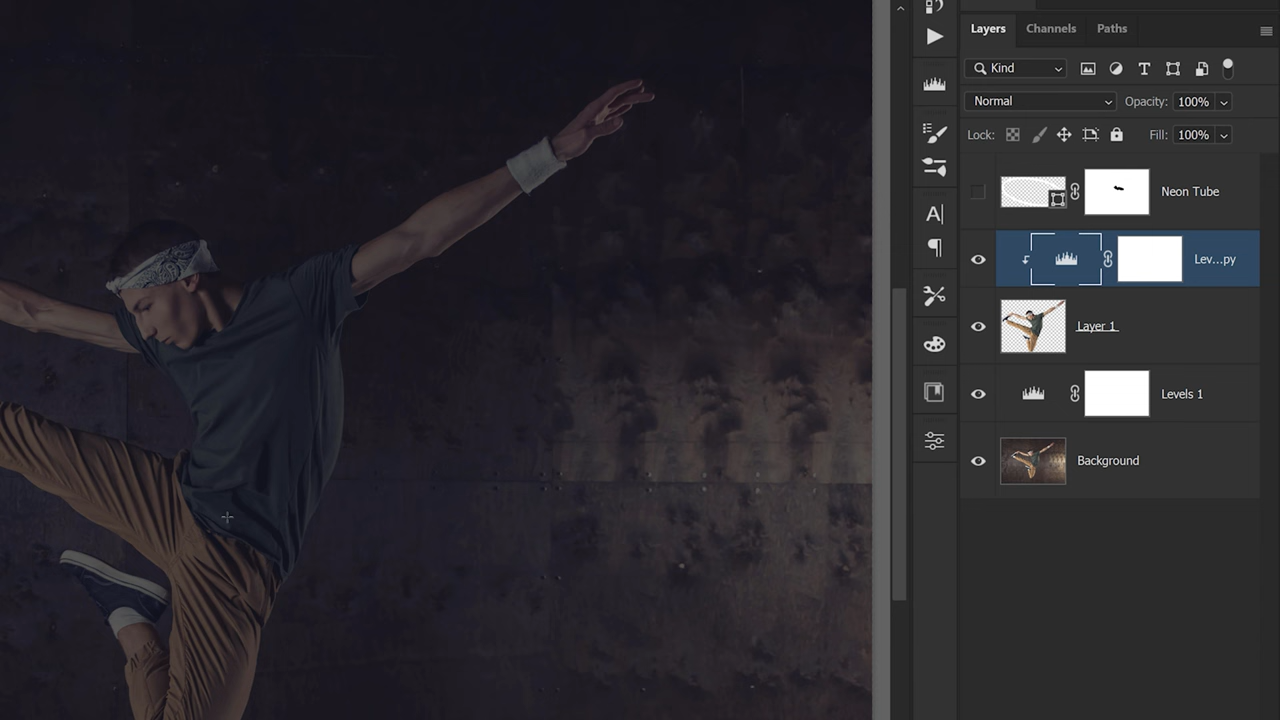 Layers Channels Paths
Kind
Normal Opacity: 100%
Lock: Fill: 100%
Neon Tube
Lev...py
Layer 1
Levels 1
Background